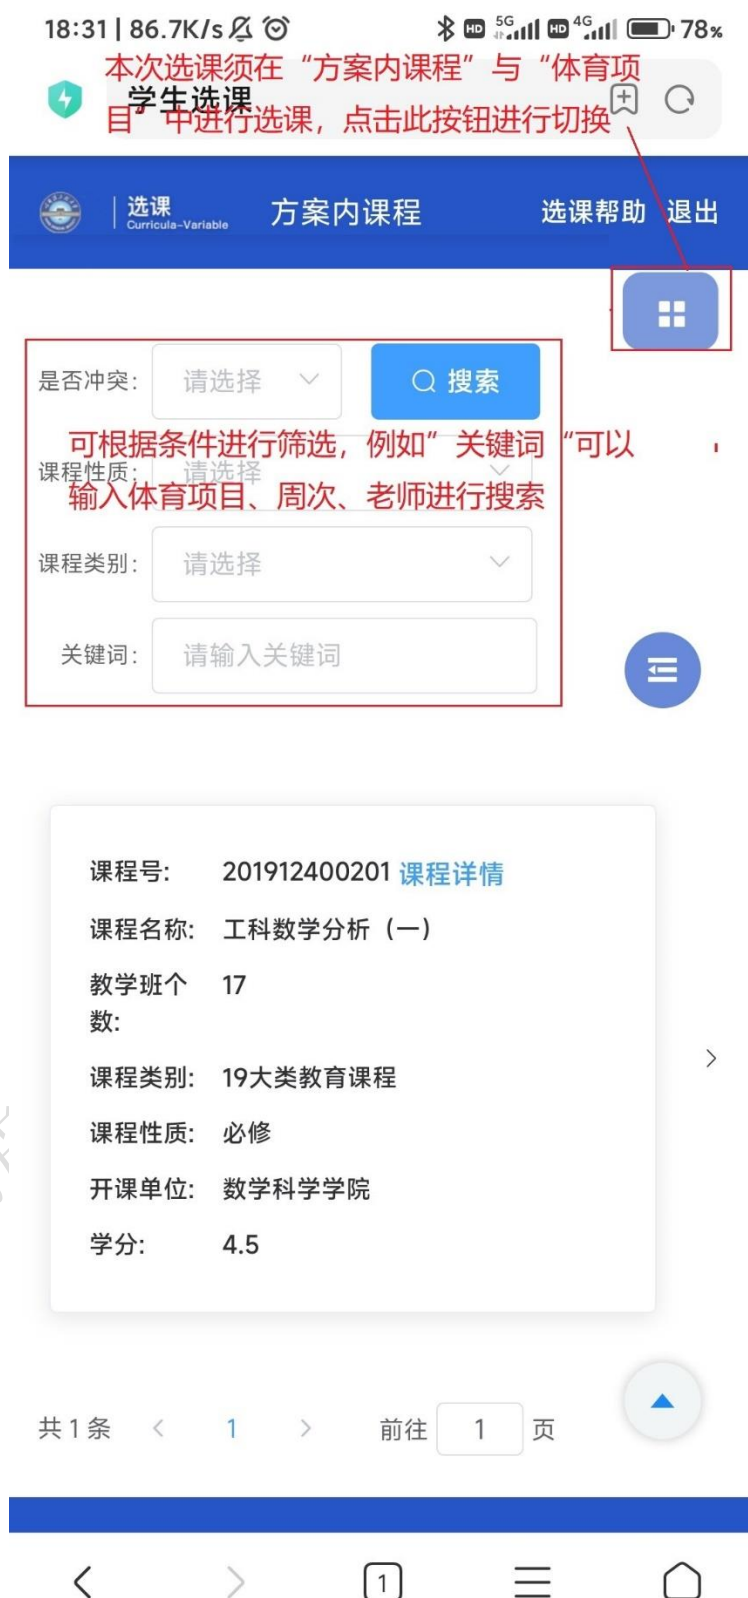 18:31 | 86.7K/s
HD 5G HD 4G 78%
本次选课须在“方案内课程”与“体育项
目”中进行选课，点击此按钮进行切换
学生选课
选课
Curricula-Variable
方案内课程
选课帮助 退出
是否冲突: 请选择 搜索
可根据条件进行筛选，例如”关键词“可以
输入体育项目、周次、老师进行搜索
课程性质: 请选择
课程类别: 请选择
关键词: 请输入关键词
课程号: 201912400201 课程详情
课程名称: 工科数学分析（一）
教学班个 17
数:
课程类别: 19大类教育课程
课程性质: 必修
开课单位: 数学科学学院
学分: 4.5
共 1 条 < 1 > 前往 1 页
1